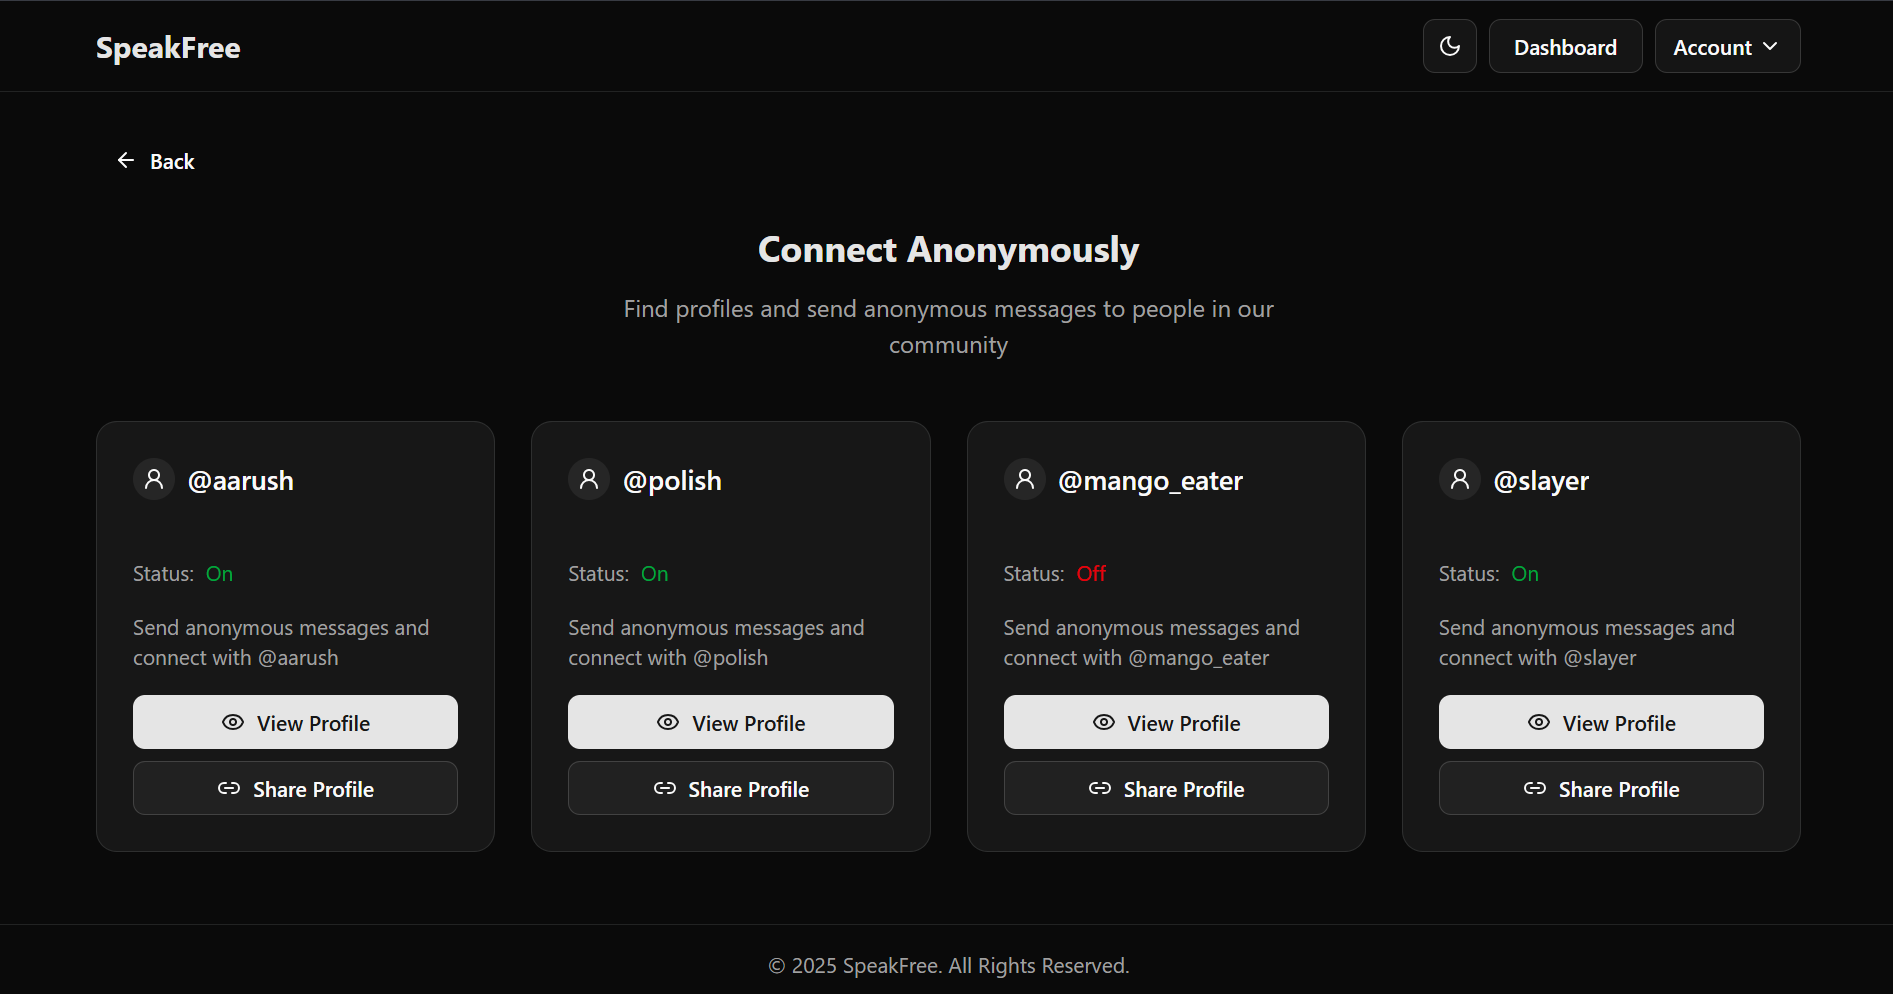 SpeakFree
Dashboard
Account
Back
Connect Anonymously
Find profiles and send anonymous messages to people in our
community
@aarush
Status: On
Send anonymous messages and
connect with @aarush
View Profile
Share Profile
@polish
Status: On
Send anonymous messages and
connect with @polish
View Profile
Share Profile
@mango_eater
Status: Off
Send anonymous messages and
connect with @mango_eater
View Profile
Share Profile
@slayer
Status: On
Send anonymous messages and
connect with @slayer
View Profile
Share Profile
© 2025 SpeakFree. All Rights Reserved.